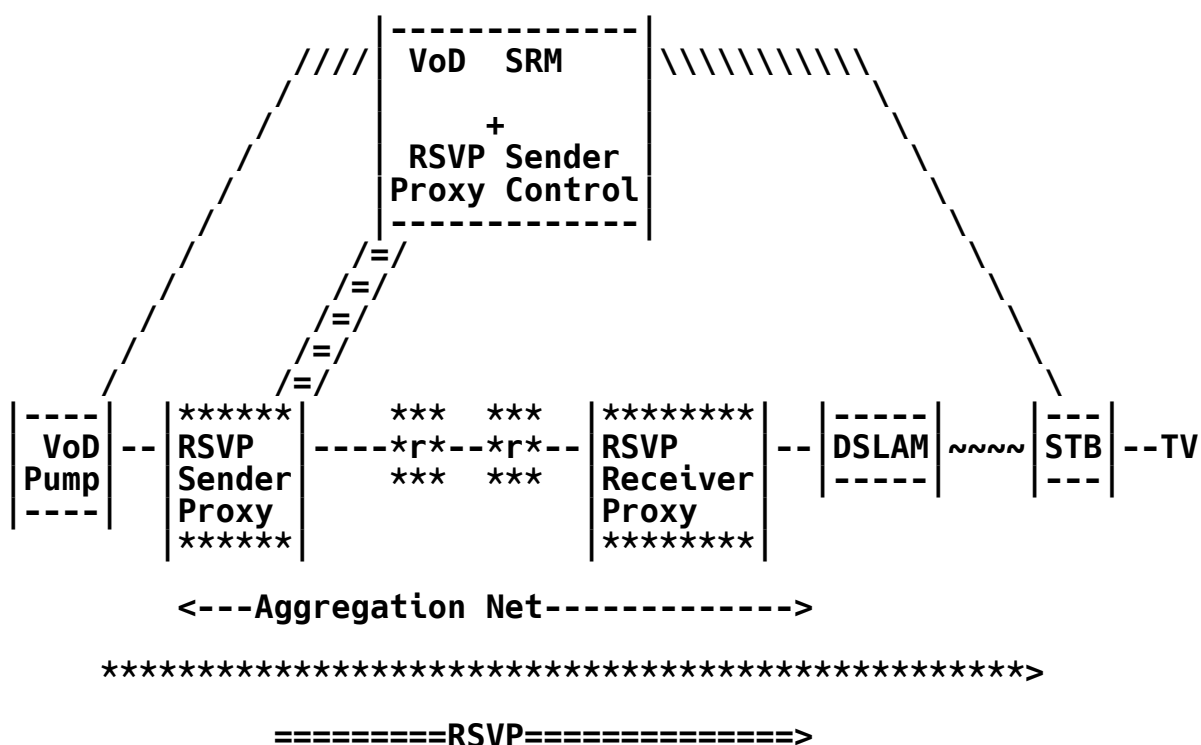 |-------------|
               ////| VoD  SRM    |\\\\\\\\\\\
              /    |             |           \
             /     |     +       |            \
            /      | RSVP Sender |             \
           /       |Proxy Control|              \
          /        |-------------|               \
         /        /=/                             \
        /        /=/                               \
       /        /=/                                 \
      /        /=/                                   \
     /        /=/                                     \
|----|  |******|    ***  ***  |********|  |-----|    |---|
| VoD|--|RSVP  |----*r*--*r*--|RSVP    |--|DSLAM|~~~~|STB|--TV
|Pump|  |Sender|    ***  ***  |Receiver|  |-----|    |---|
|----|  |Proxy |              |Proxy   |
        |******|              |********|
        <---Aggregation Net------------->
     ************************************************>
              =========RSVP==============>